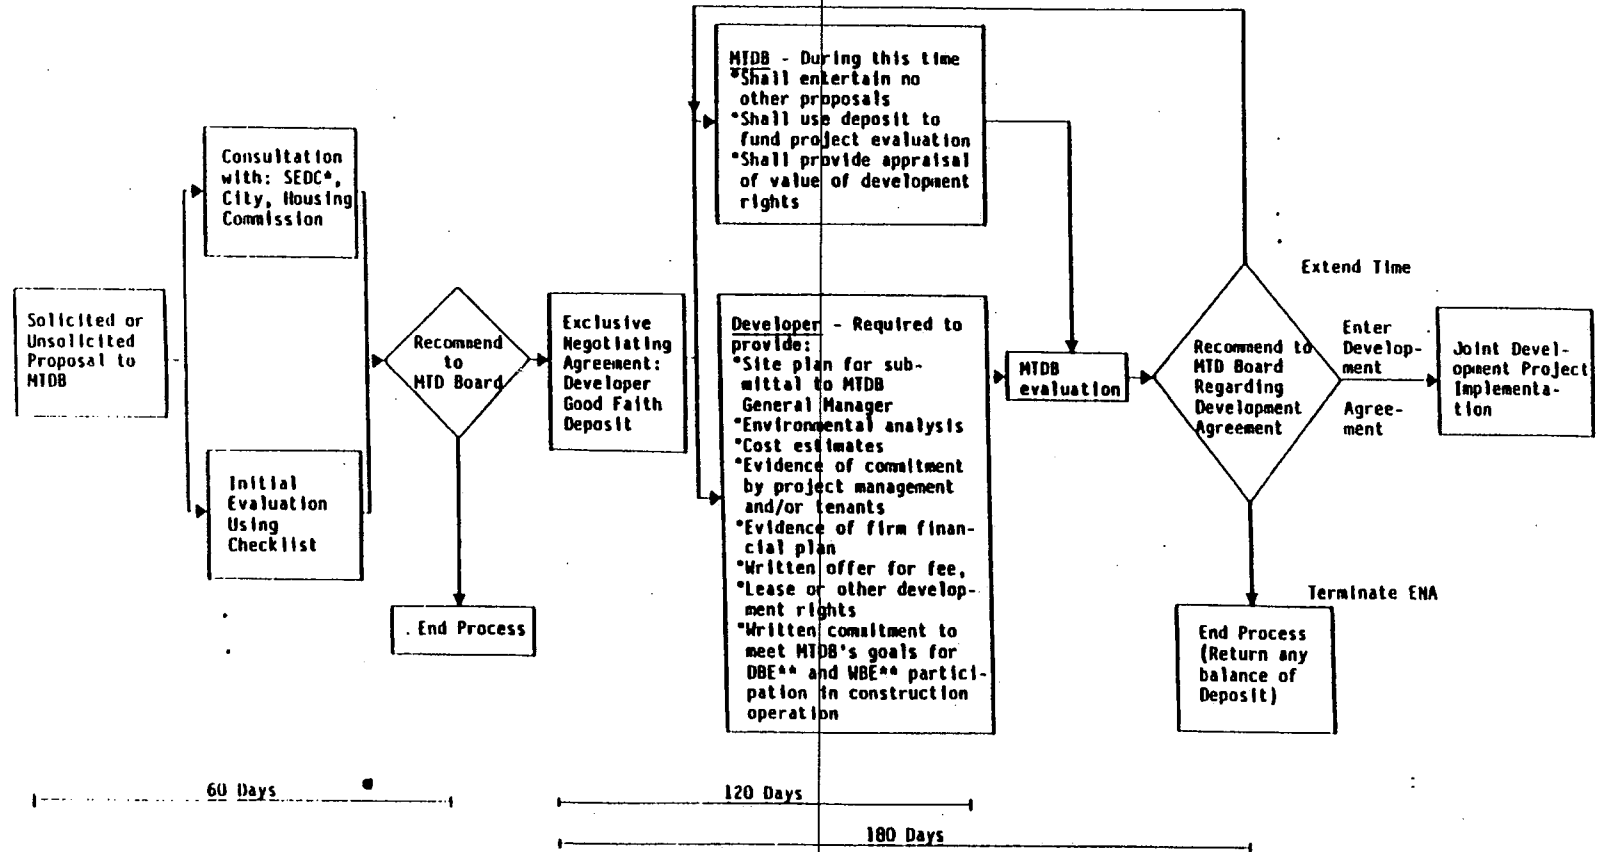 Solicited or
Unsolicited
Proposal to
MTDB
Consultation
with: SEDC*,
City, Housing
Commission
Initial
Evaluation
Using
Checklist
Recommend
to
MTD Board
End Process
Exclusive
Negotiating
Agreement:
Developer
Good Faith
Deposit
MTDB - During this time
*Shall entertain no
other proposals
*Shall use deposit to
fund project evaluation
*Shall provide appraisal
of value of development
rights
Developer - Required to
provide:
*Site plan for sub-
mittal to MTDB
General Manager
*Environmental analysis
*Cost estimates
*Evidence of commitment
by project management
and/or tenants
*Evidence of firm finan-
cial plan
*Written offer for fee,
*Lease or other develop-
ment rights
*Written commitment to
meet MTDB's goals for
DBE** and WBE** partici-
pation in construction
operation
MTDB
evaluation
Recommend to
MTD Board
Regarding
Development
Agreement
Extend Time
Enter
Develop-
ment
Agree-
ment
Joint Devel-
opment Project
Implementa-
tion
Terminate ENA
End Process
(Return any
balance of
Deposit)
60 Days
120 Days
180 Days